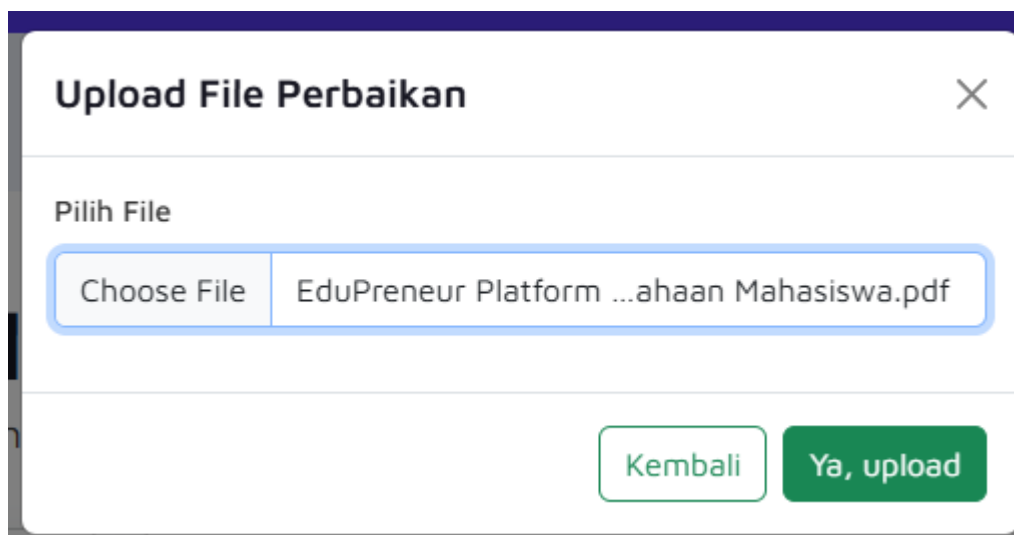 Upload File Perbaikan
Pilih File
Choose File EduPreneur Platform ...ahaan Mahasiswa.pdf
Kembali Ya, upload